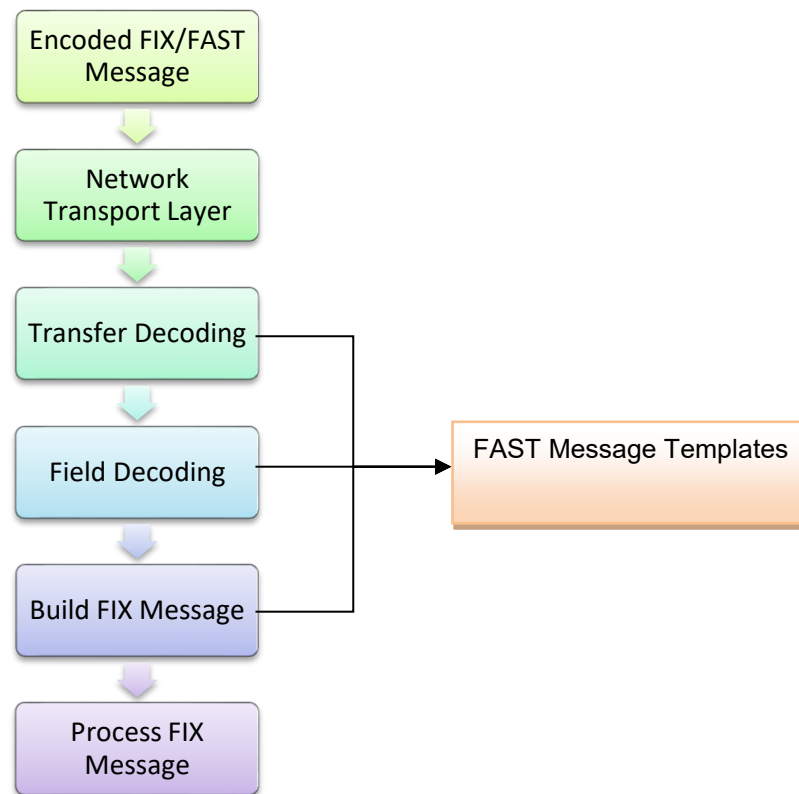 Encoded FIX/FAST
Message
Network
Transport Layer
Transfer Decoding
Field Decoding
FAST Message Templates
Build FIX Message
Process FIX
Message